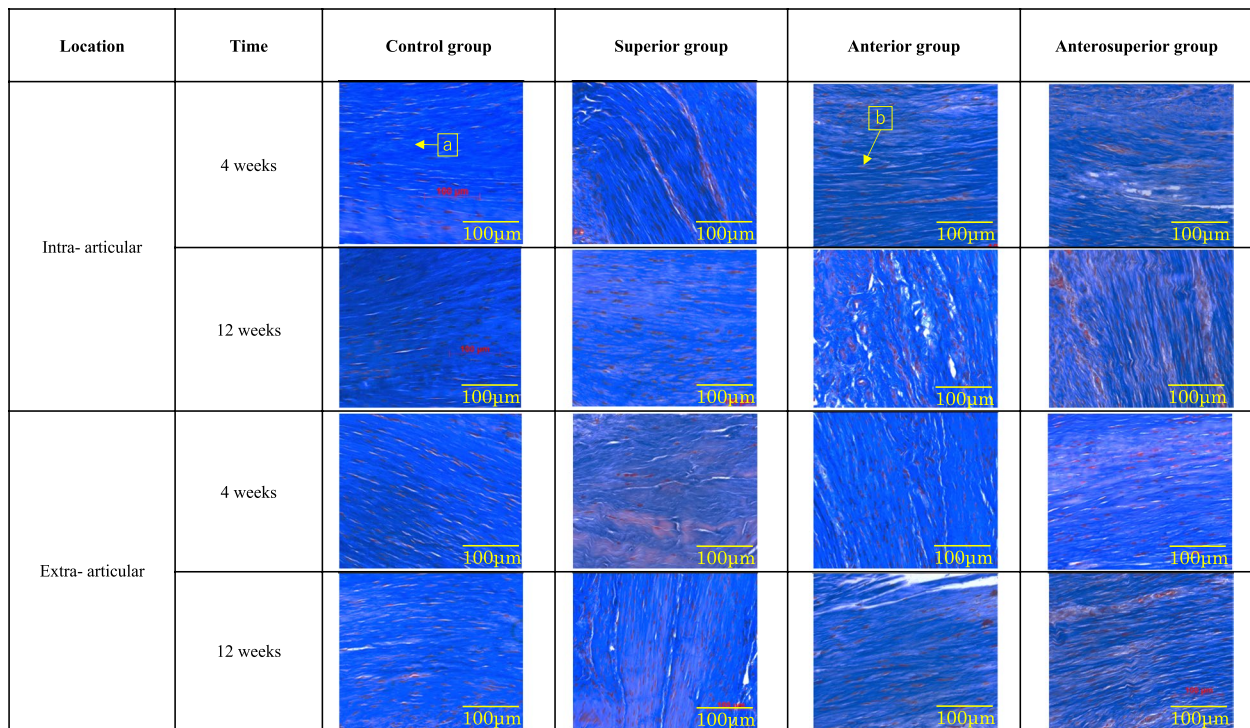 Location Time Control group Superior group Anterior group Anterosuperior group
Intra- articular
4 weeks
a
b
100µm
100µm 100µm 100µm 100µm
12 weeks
100µm 100µm 100µm 100µm
Extra- articular
4 weeks
100µm 100µm 100µm 100µm
12 weeks
100µm 100µm 100µm 100µm